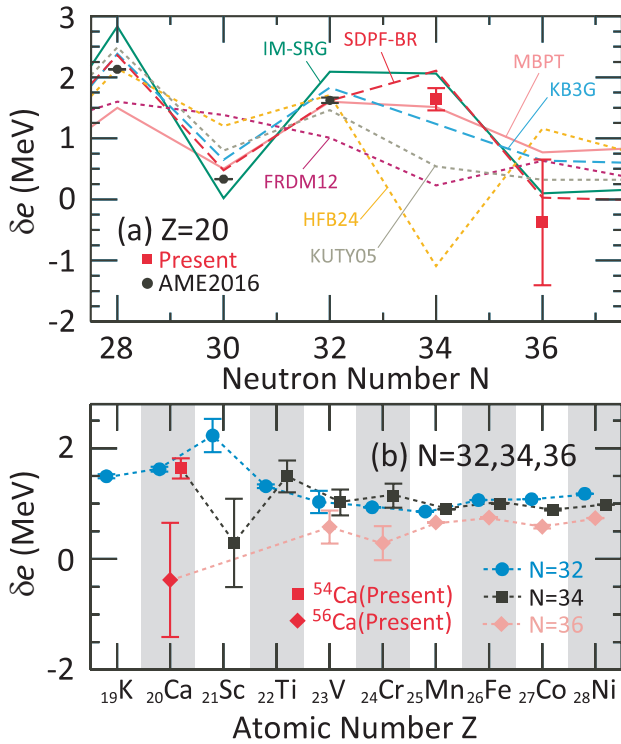 3
2
1
0
-1
-2
δe (MeV)
IM-SRG
SDPF-BR
MBPT
KB3G
FRDM12
HFB24
KUTY05
(a) Z=20
Present
AME2016
28 30 32 34 36
Neutron Number N
2
0
-2
δe (MeV)
(b) N=32,34,36
⁵⁴Ca(Present)
⁵⁶Ca(Present)
N=32
N=34
N=36
₁₉K ₂₀Ca ₂₁Sc ₂₂Ti ₂₃V ₂₄Cr ₂₅Mn ₂₆Fe ₂₇Co ₂₈Ni
Atomic Number Z